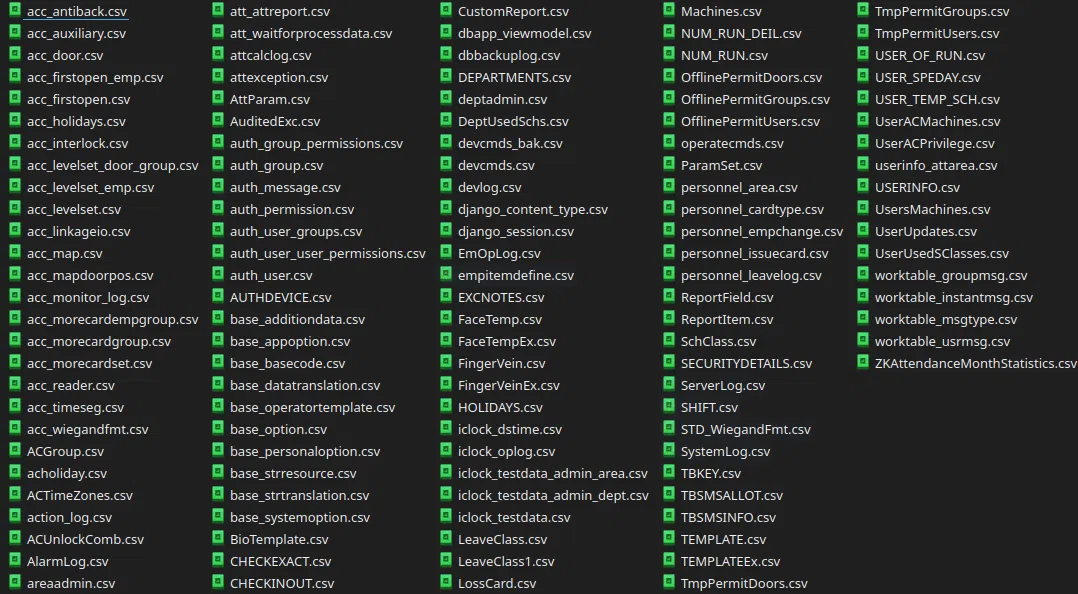 acc_antiback.csv
acc_auxiliary.csv
acc_door.csv
acc_firstopen_emp.csv
acc_firstopen.csv
acc_holidays.csv
acc_interlock.csv
acc_levelset_door_group.csv
acc_levelset_emp.csv
acc_levelset.csv
acc_linkageio.csv
acc_map.csv
acc_mapdoorpos.csv
acc_monitor_log.csv
acc_morecardempgroup.csv
acc_morecardgroup.csv
acc_morecardset.csv
acc_reader.csv
acc_timeseg.csv
acc_wiegandfmt.csv
ACGroup.csv
acholiday.csv
ACTimeZones.csv
action_log.csv
ACUnlockComb.csv
AlarmLog.csv
areaadmin.csv
att_attreport.csv
att_waitforprocessdata.csv
attcalclog.csv
attexception.csv
AttParam.csv
AuditedExc.csv
auth_group_permissions.csv
auth_group.csv
auth_message.csv
auth_permission.csv
auth_user_groups.csv
auth_user_user_permissions.csv
auth_user.csv
AUTHDEVICE.csv
base_additiondata.csv
base_appoption.csv
base_basecode.csv
base_datatranslation.csv
base_operatortemplate.csv
base_option.csv
base_personaloption.csv
base_strresource.csv
base_strtranslation.csv
base_systemoption.csv
BioTemplate.csv
CHECKEXACT.csv
CHECKINOUT.csv
CustomReport.csv
dbapp_viewmodel.csv
dbbackuplog.csv
DEPARTMENTS.csv
deptadmin.csv
DeptUsedSchs.csv
devcmds_bak.csv
devcmds.csv
devlog.csv
django_content_type.csv
django_session.csv
EmOpLog.csv
empitemdefine.csv
EXCNOTES.csv
FaceTemp.csv
FaceTempEx.csv
FingerVein.csv
FingerVeinEx.csv
HOLIDAYS.csv
iclock_dstime.csv
iclock_oplog.csv
iclock_testdata_admin_area.csv
iclock_testdata_admin_dept.csv
iclock_testdata.csv
LeaveClass.csv
LeaveClass1.csv
LossCard.csv
Machines.csv
NUM_RUN_DEIL.csv
NUM_RUN.csv
OfflinePermitDoors.csv
OfflinePermitGroups.csv
OfflinePermitUsers.csv
operatecmds.csv
ParamSet.csv
personnel_area.csv
personnel_cardtype.csv
personnel_empchange.csv
personnel_issuecard.csv
personnel_leavelog.csv
ReportField.csv
ReportItem.csv
SchClass.csv
SECURITYDETAILS.csv
ServerLog.csv
SHIFT.csv
STD_WiegandFmt.csv
SystemLog.csv
TBKEY.csv
TBSMSALLOT.csv
TBSMSINFO.csv
TEMPLATE.csv
TEMPLATEEx.csv
TmpPermitDoors.csv
TmpPermitGroups.csv
TmpPermitUsers.csv
USER_OF_RUN.csv
USER_SPEDAY.csv
USER_TEMP_SCH.csv
UserACMachines.csv
UserACPrivilege.csv
userinfo_attarea.csv
USERINFO.csv
UsersMachines.csv
UserUpdates.csv
UserUsedSClasses.csv
worktable_groupmsg.csv
worktable_instantmsg.csv
worktable_msgtype.csv
worktable_usrmsg.csv
ZKAttendanceMonthStatistics.csv